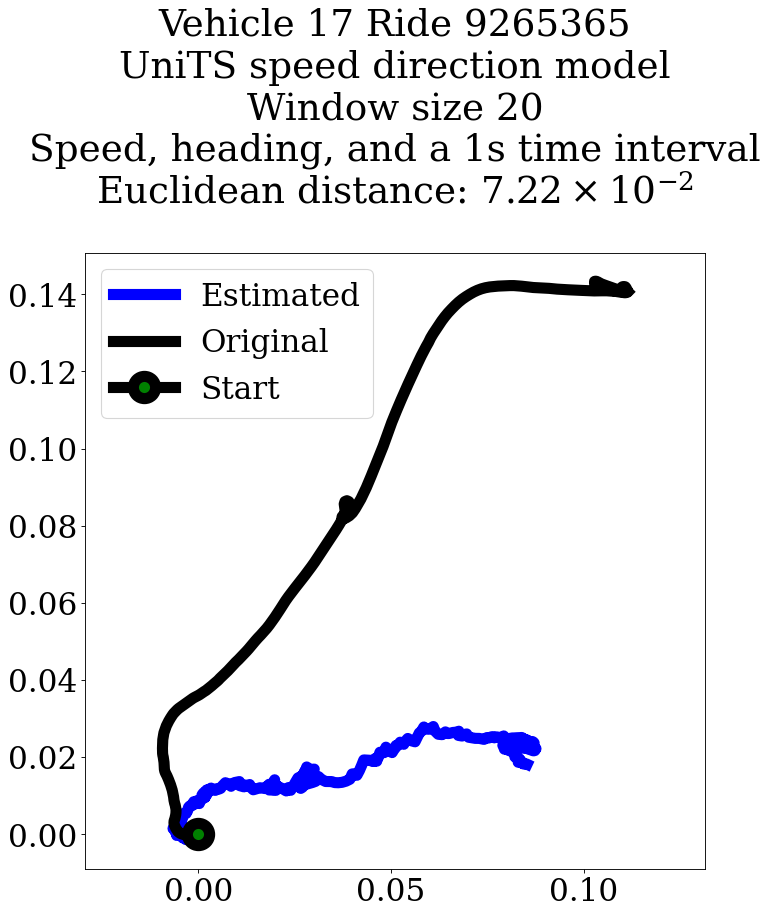 Vehicle 17 Ride 9265365
UniTS speed direction model
Window size 20
Speed, heading, and a 1s time interval
Euclidean distance: 7.22 × 10⁻²
Estimated
Original
Start
0.14
0.12
0.10
0.08
0.06
0.04
0.02
0.00
0.00 0.05 0.10